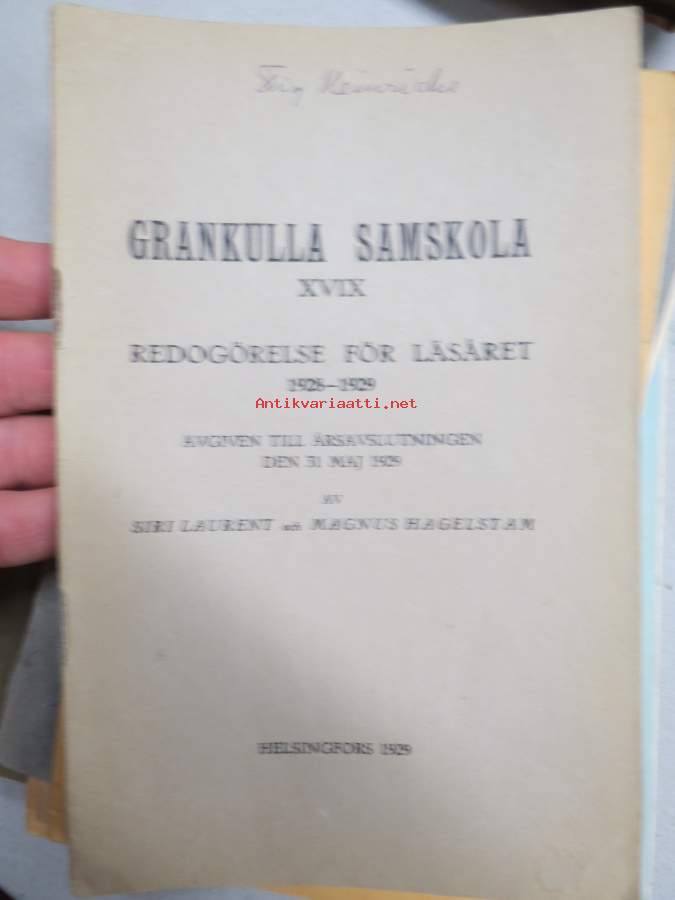 GRANKULLA SAMSKOLA
XVIX
REDOGÖRELSE FÖR LÄSÅRET
1928–1929
Antikvariaatti.net
AVGIVEN TILL ÅRSAVSLUTNINGEN
DEN 31 MAJ 1929
AV
SIRI LAURENT och MAGNUS HAGELSTAM
HELSINGFORS 1929